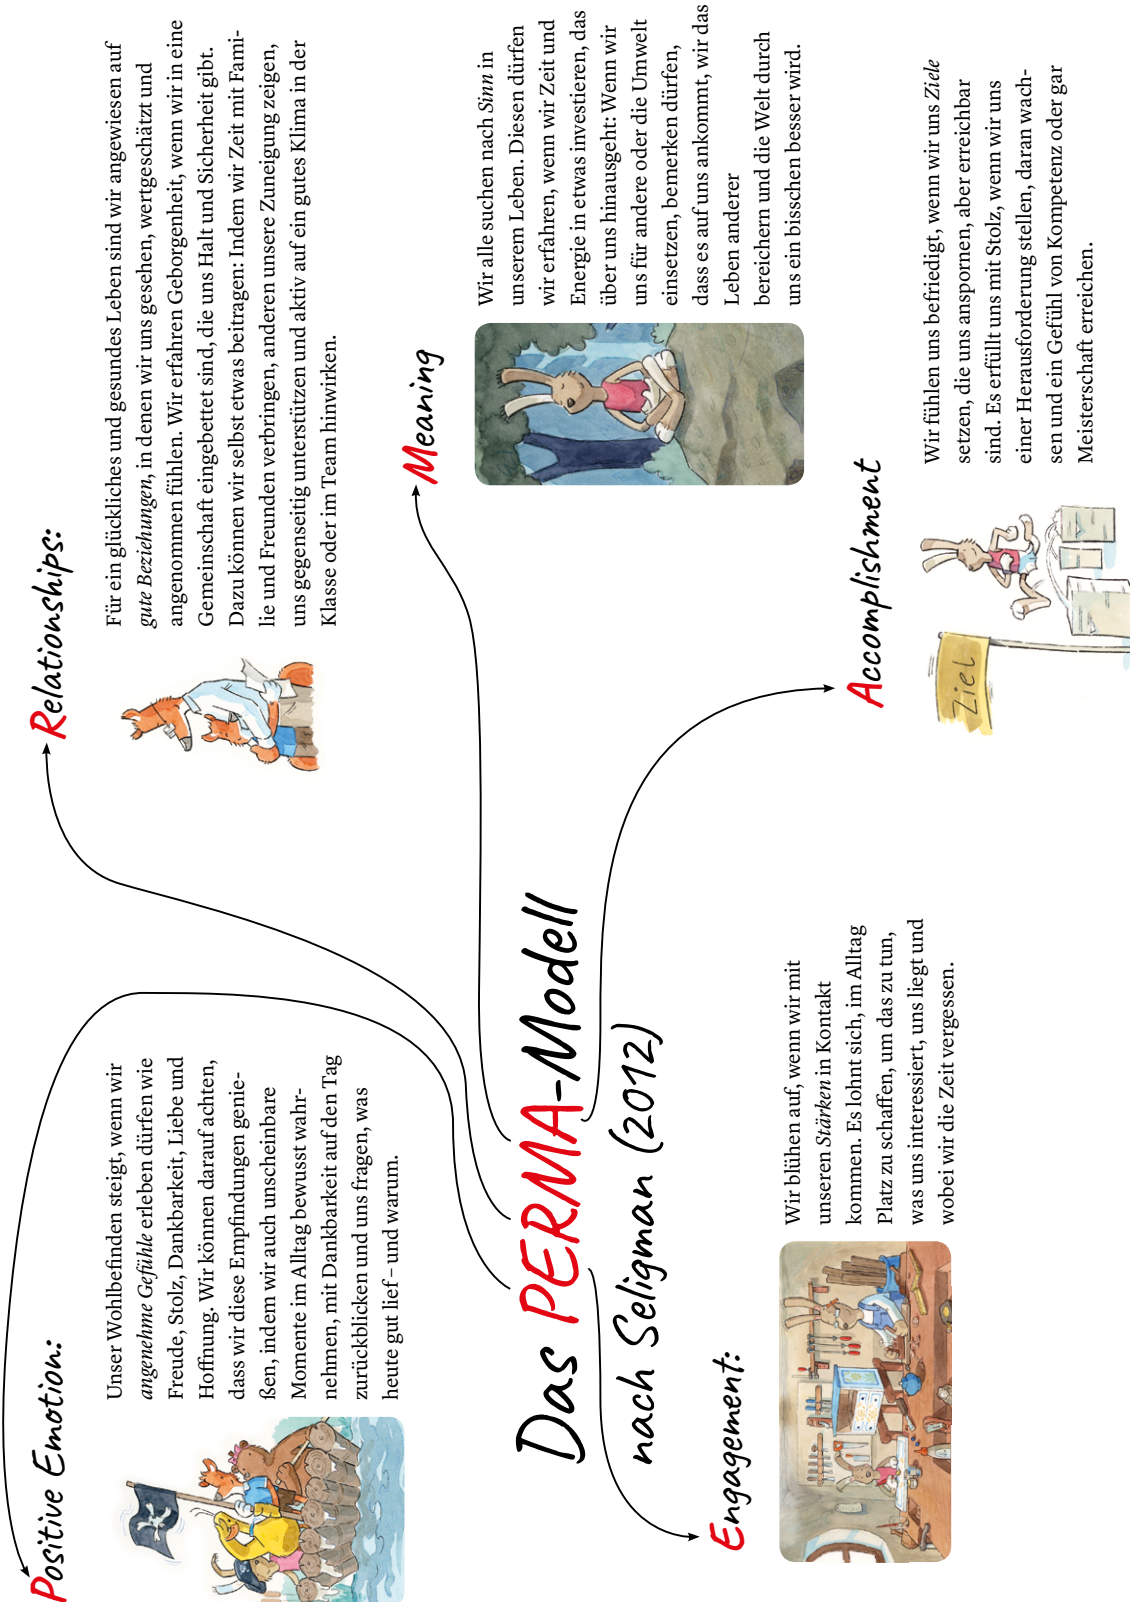 Das PERMA-Modell
nach Seligman (2012)
Positive Emotion:
Unser Wohlbefinden steigt, wenn wir
angenehme Gefühle erleben dürfen wie
Freude, Stolz, Dankbarkeit, Liebe und
Hoffnung. Wir können darauf achten,
dass wir diese Empfindungen genie-
ßen, indem wir auch unscheinbare
Momente im Alltag bewusst wahr-
nehmen, mit Dankbarkeit auf den Tag
zurückblicken und uns fragen, was
heute gut lief – und warum.
Engagement:
Wir blühen auf, wenn wir mit
unseren Stärken in Kontakt
kommen. Es lohnt sich, im Alltag
Platz zu schaffen, um das zu tun,
was uns interessiert, uns liegt und
wobei wir die Zeit vergessen.
Relationships:
Für ein glückliches und gesundes Leben sind wir angewiesen auf
gute Beziehungen, in denen wir uns gesehen, wertgeschätzt und
angenommen fühlen. Wir erfahren Geborgenheit, wenn wir in eine
Gemeinschaft eingebettet sind, die uns Halt und Sicherheit gibt.
Dazu können wir selbst etwas beitragen: Indem wir Zeit mit Fami-
lie und Freunden verbringen, anderen unsere Zuneigung zeigen,
uns gegenseitig unterstützen und aktiv auf ein gutes Klima in der
Klasse oder im Team hinwirken.
Meaning
Wir alle suchen nach Sinn in
unserem Leben. Diesen dürfen
wir erfahren, wenn wir Zeit und
Energie in etwas investieren, das
über uns hinausgeht: Wenn wir
uns für andere oder die Umwelt
einsetzen, bemerken dürfen,
dass es auf uns ankommt, wir das
Leben anderer
bereichern und die Welt durch
uns ein bisschen besser wird.
Accomplishment
Ziel
Wir fühlen uns befriedigt, wenn wir uns Ziele
setzen, die uns anspornen, aber erreichbar
sind. Es erfüllt uns mit Stolz, wenn wir uns
einer Herausforderung stellen, daran wach-
sen und ein Gefühl von Kompetenz oder gar
Meisterschaft erreichen.